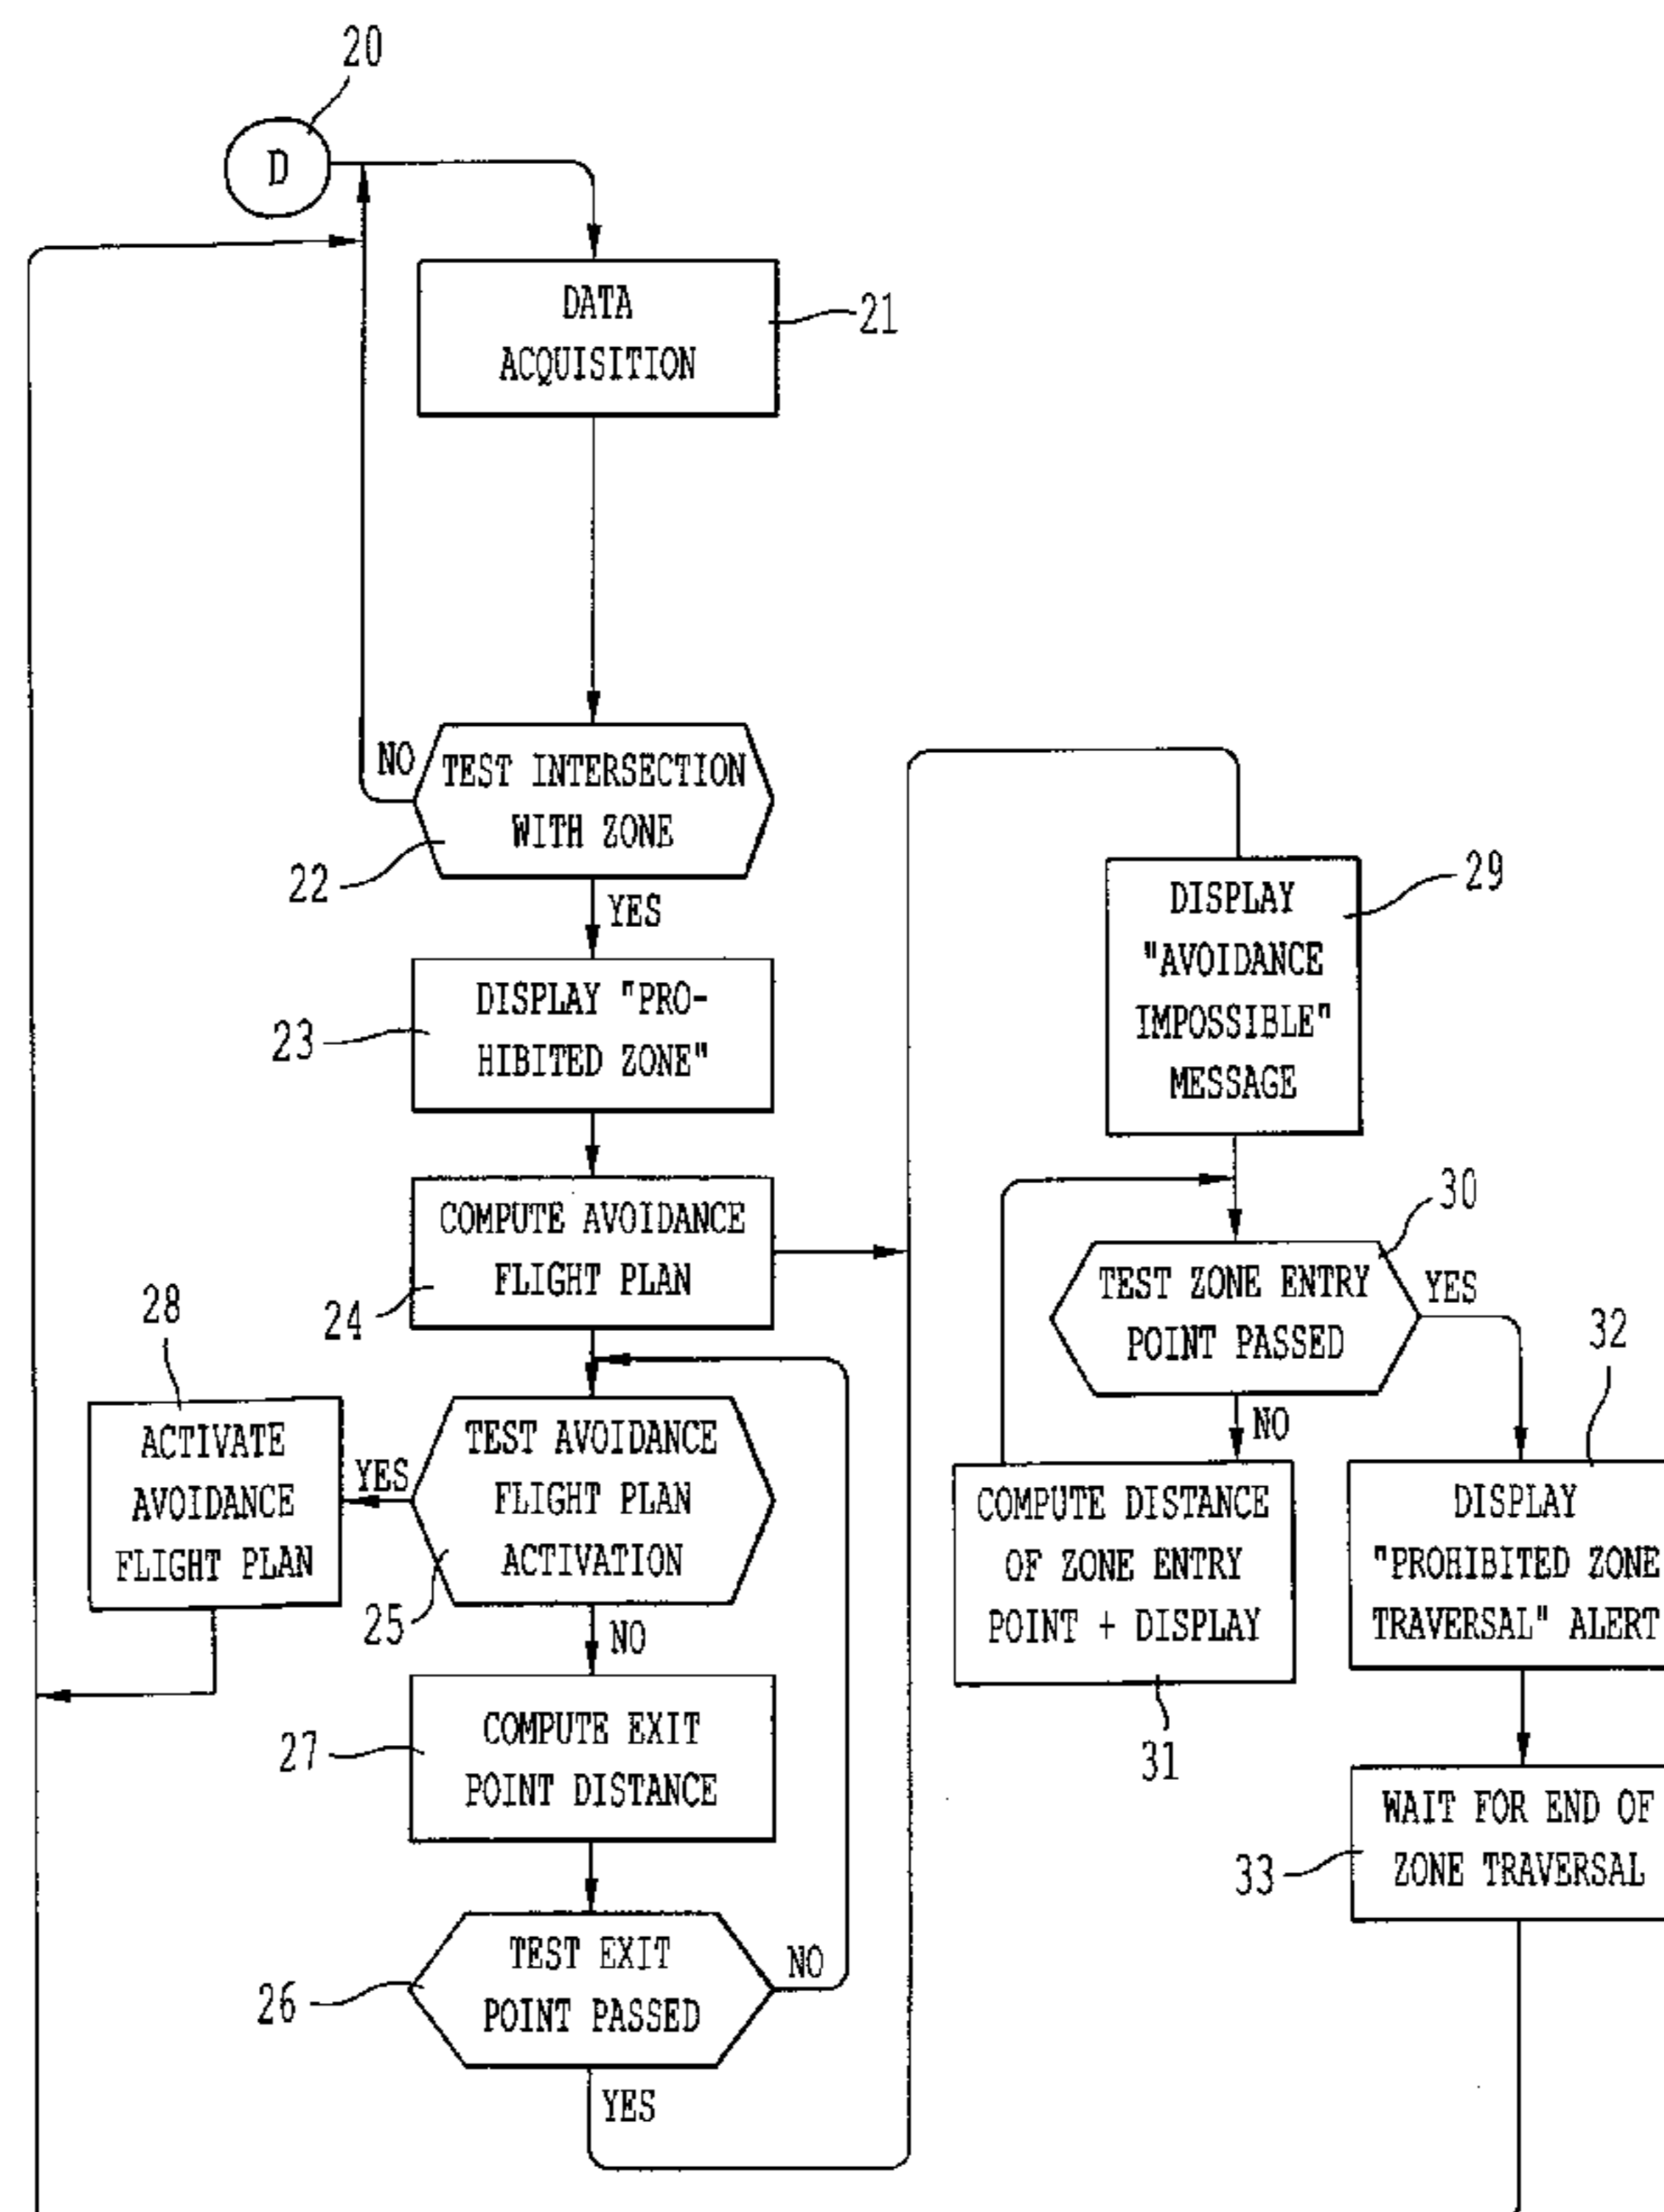 20
D
DATA
ACQUISITION
21
NO
TEST INTERSECTION
WITH ZONE
22
YES
DISPLAY "PRO-
HIBITED ZONE"
23
COMPUTE AVOIDANCE
FLIGHT PLAN
24
28
ACTIVATE
AVOIDANCE
FLIGHT PLAN
YES
TEST AVOIDANCE
FLIGHT PLAN
ACTIVATION
25
NO
COMPUTE EXIT
POINT DISTANCE
27
TEST EXIT
POINT PASSED
NO
26
YES
DISPLAY
"AVOIDANCE
IMPOSSIBLE"
MESSAGE
29
30
TEST ZONE ENTRY
POINT PASSED
YES
NO
32
COMPUTE DISTANCE
OF ZONE ENTRY
POINT + DISPLAY
31
DISPLAY
"PROHIBITED ZONE
TRAVERSAL" ALERT
WAIT FOR END OF
ZONE TRAVERSAL
33